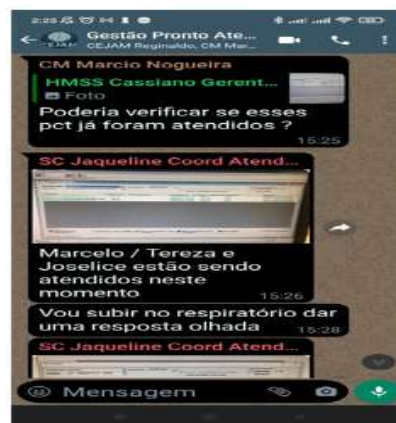 2:25
Gestão Pronto Ate...
CEJAM Reginaldo, CM Mar...
CM Marcio Nogueira
HMSS Cassiano Gerent...
Foto
Poderia verificar se esses
pct já foram atendidos ?
15:25
SC Jaqueline Coord Atend...
Marcelo / Tereza e
Joselice estão sendo
atendidos neste
momento
15:26
Vou subir no respiratório dar
uma resposta olhada
15:28
SC Jaqueline Coord Atend...
Mensagem